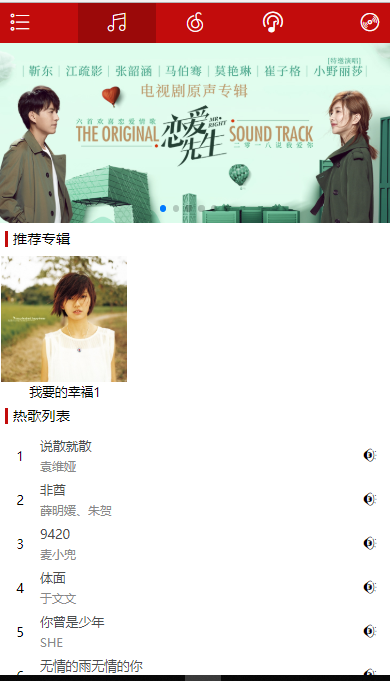 [特邀演唱]
靳东｜江疏影｜张韶涵｜马伯骞｜莫艳琳｜崔子格｜小野丽莎
电视剧原声专辑
六首欢前恋爱情歌
二零一八说我爱你
THE ORIGINAL
恋爱先生
MR. RIGHT
SOUND TRACK
推荐专辑
我要的幸福1
热歌列表
1 说散就散
袁维娅
2 非酋
薛明媛、朱贺
3 9420
麦小兜
4 体面
于文文
5 你曾是少年
SHE
6 无情的雨无情的你